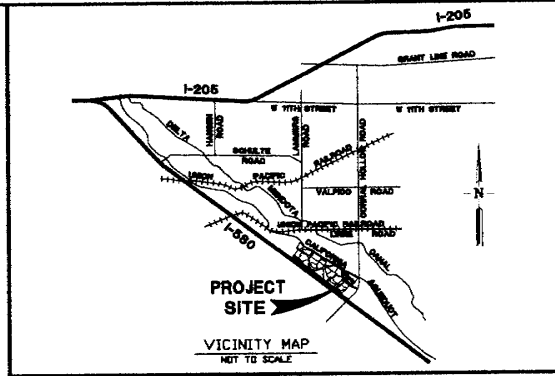 I-205
GRANT LINE ROAD
I-205
W 11TH STREET
W 11TH STREET
HANSEN
ROAD
LAMMERS
ROAD
CORRAL HOLLOW ROAD
DELTA
SCHULTE
ROAD
RAILROAD
UNION
PACIFIC
MENDOTA
VALPICO ROAD
N
UNION PACIFIC RAILROAD
LINNE ROAD
I-580
CALIFORNIA
CANAL
AQUEDUCT
PROJECT
SITE
VICINITY MAP
NOT TO SCALE